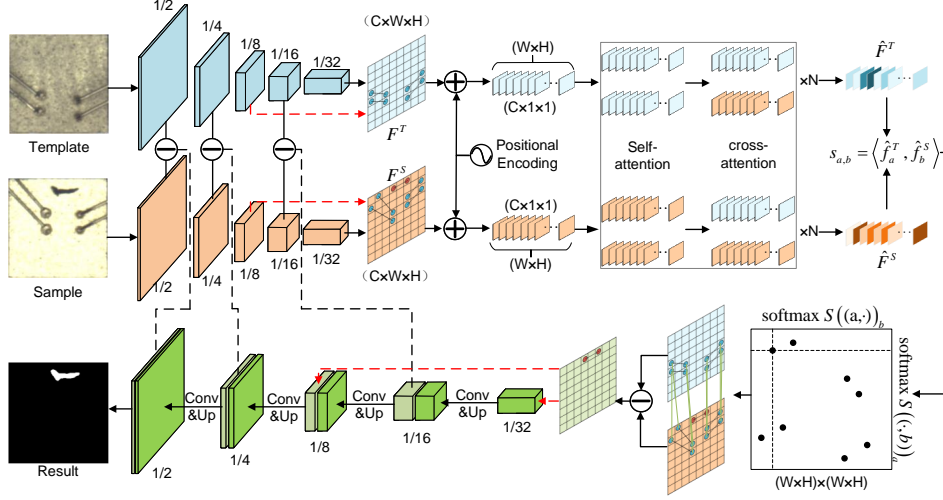 1/2
1/4
1/8
1/16
1/32
(C×W×H)
F^T
Template
(W×H)
(C×1×1)
×N
F̂^T
Positional
Encoding
Self-
attention
cross-
attention
s_{a,b} = ⟨f̂_a^T, f̂_b^S⟩
F^S
(C×1×1)
(W×H)
×N
F̂^S
(C×W×H)
1/2
1/4
1/8
1/16
1/32
Sample
softmax S((a,·))_b
softmax S((·,b))_a
(W×H)×(W×H)
Conv
&Up
Conv
&Up
Conv
&Up
Conv
&Up
1/2
1/4
1/8
1/16
1/32
Result